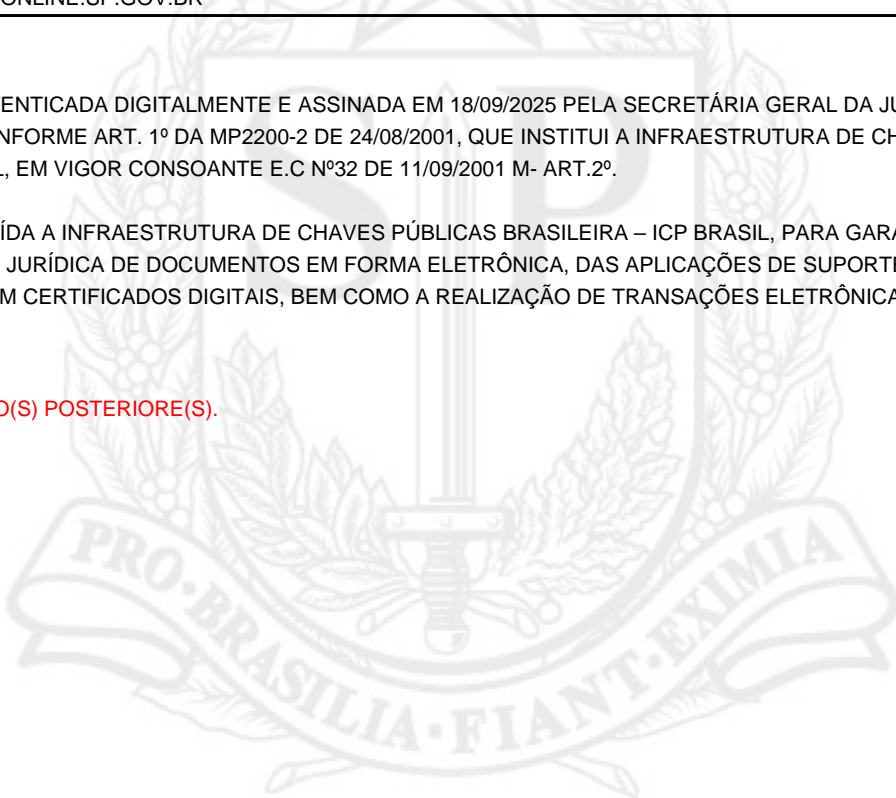 ONLINE.SP.GOV.BR
ENTICADA DIGITALMENTE E ASSINADA EM 18/09/2025 PELA SECRETÁRIA GERAL DA JU
NFORME ART. 1º DA MP2200-2 DE 24/08/2001, QUE INSTITUI A INFRAESTRUTURA DE CH
L, EM VIGOR CONSOANTE E.C Nº32 DE 11/09/2001 M- ART.2º.
ÍDA A INFRAESTRUTURA DE CHAVES PÚBLICAS BRASILEIRA – ICP BRASIL, PARA GARA
JURÍDICA DE DOCUMENTOS EM FORMA ELETRÔNICA, DAS APLICAÇÕES DE SUPORTE
M CERTIFICADOS DIGITAIS, BEM COMO A REALIZAÇÃO DE TRANSAÇÕES ELETRÔNICA
O(S) POSTERIORE(S).
SP
PRO·BRASILIA·FIANT·EXIMIA